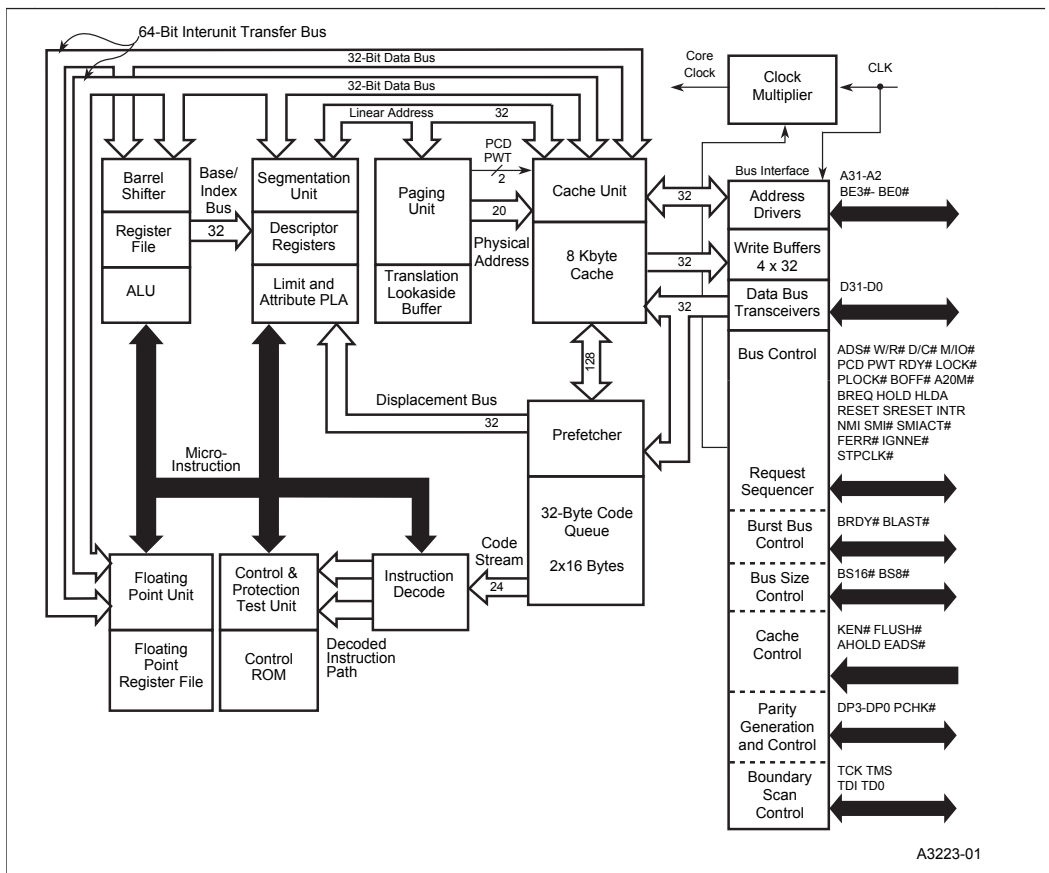 64-Bit Interunit Transfer Bus
32-Bit Data Bus
32-Bit Data Bus
Linear Address
32
Core
Clock
Clock
Multiplier
CLK
PCD
PWT
2
Barrel
Shifter
Register
File
ALU
Base/
Index
Bus
32
Segmentation
Unit
Descriptor
Registers
Limit and
Attribute PLA
Paging
Unit
Translation
Lookaside
Buffer
20
Physical
Address
Cache Unit
8 Kbyte
Cache
32
32
32
128
Bus Interface
Address
Drivers
Write Buffers
4 x 32
Data Bus
Transceivers
Bus Control
Request
Sequencer
Burst Bus
Control
Bus Size
Control
Cache
Control
Parity
Generation
and Control
Boundary
Scan
Control
A31-A2
BE3#- BE0#
D31-D0
ADS# W/R# D/C# M/IO#
PCD PWT RDY# LOCK#
PLOCK# BOFF# A20M#
BREQ HOLD HLDA
RESET SRESET INTR
NMI SMI# SMIACT#
FERR# IGNNE#
STPCLK#
BRDY# BLAST#
BS16# BS8#
KEN# FLUSH#
AHOLD EADS#
DP3-DP0 PCHK#
TCK TMS
TDI TD0
Displacement Bus
32
Prefetcher
32-Byte Code
Queue
2x16 Bytes
Micro-
Instruction
Code
Stream
24
Floating
Point Unit
Floating
Point
Register File
Control &
Protection
Test Unit
Control
ROM
Instruction
Decode
Decoded
Instruction
Path
A3223-01